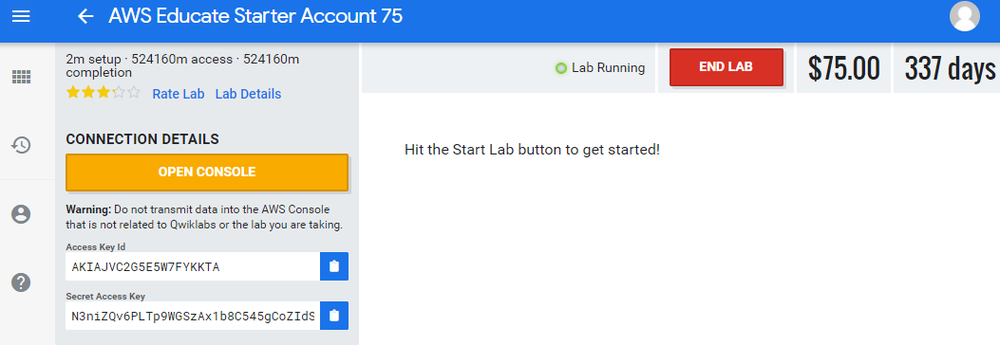 AWS Educate Starter Account 75
2m setup · 524160m access · 524160m
completion
Rate Lab Lab Details
CONNECTION DETAILS
OPEN CONSOLE
Warning: Do not transmit data into the AWS Console
that is not related to Qwiklabs or the lab you are taking.
Access Key Id
AKIAJVC2G5E5W7FYKKTA
Secret Access Key
N3niZQv6PLTp9WGSzAx1b8C545gCoZIdS
Lab Running
END LAB
$75.00
337 days
Hit the Start Lab button to get started!